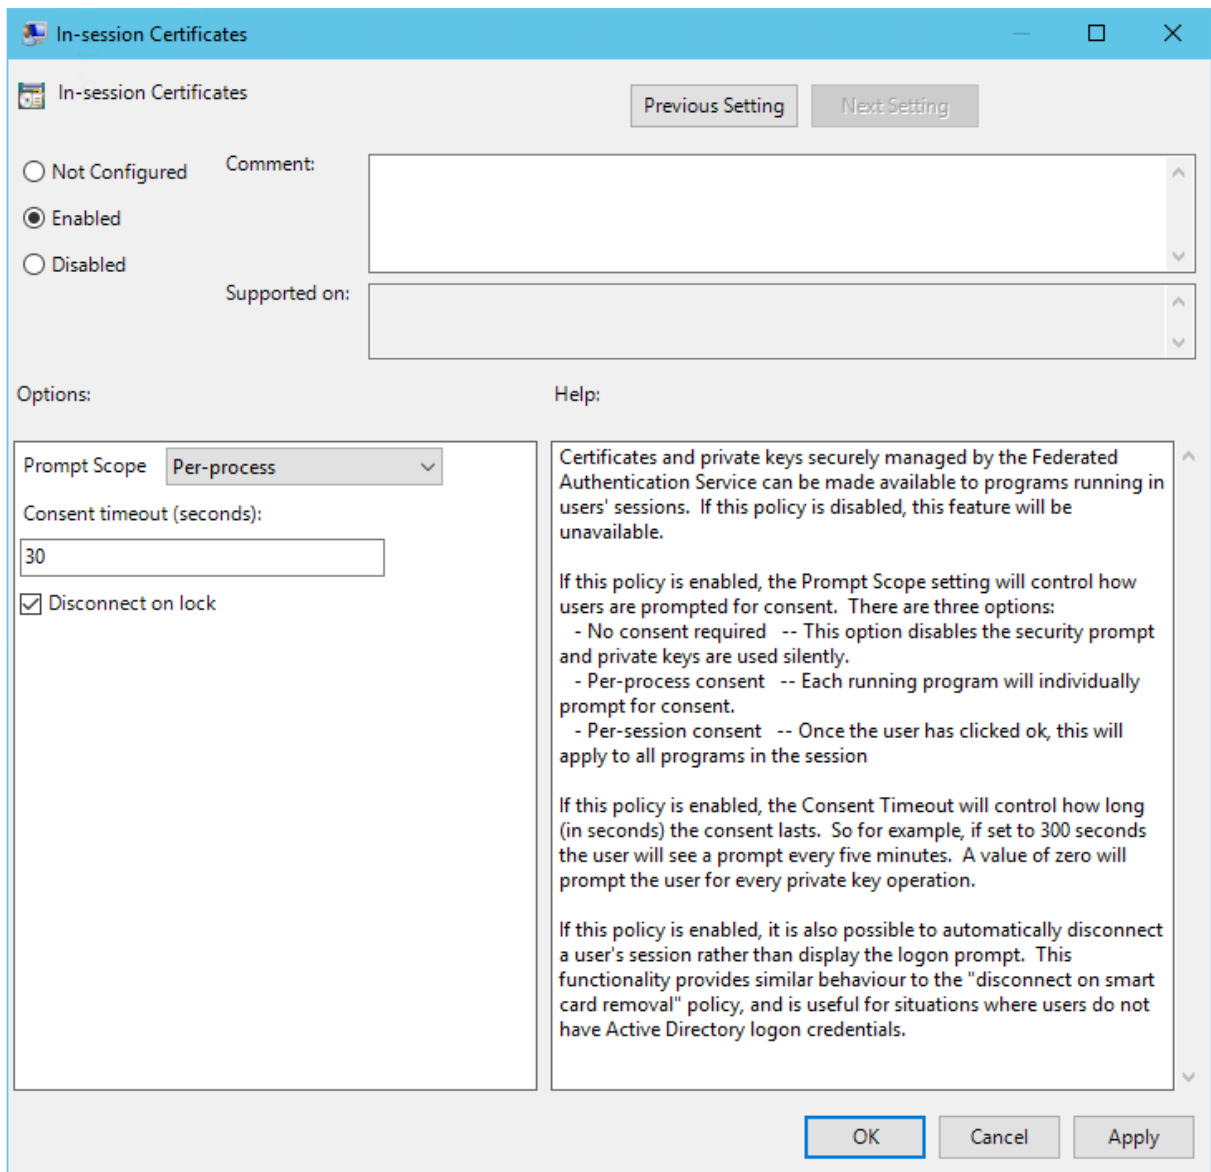 In-session Certificates
In-session Certificates
Previous Setting
Next Setting
Not Configured
Comment:
Enabled
Disabled
Supported on:
Options:
Help:
Prompt Scope
Per-process
Consent timeout (seconds):
30
Disconnect on lock
Certificates and private keys securely managed by the Federated
Authentication Service can be made available to programs running in
users' sessions.  If this policy is disabled, this feature will be
unavailable.
If this policy is enabled, the Prompt Scope setting will control how
users are prompted for consent.  There are three options:
- No consent required   -- This option disables the security prompt
and private keys are used silently.
- Per-process consent   -- Each running program will individually
prompt for consent.
- Per-session consent   -- Once the user has clicked ok, this will
apply to all programs in the session
If this policy is enabled, the Consent Timeout will control how long
(in seconds) the consent lasts.  So for example, if set to 300 seconds
the user will see a prompt every five minutes.  A value of zero will
prompt the user for every private key operation.
If this policy is enabled, it is also possible to automatically disconnect
a user's session rather than display the logon prompt.  This
functionality provides similar behaviour to the "disconnect on smart
card removal" policy, and is useful for situations where users do not
have Active Directory logon credentials.
OK
Cancel
Apply